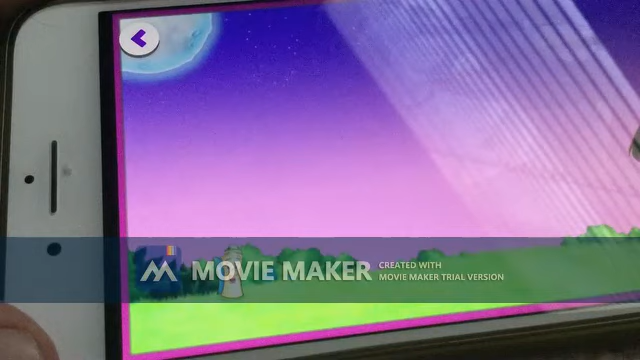 MOVIE MAKER
CREATED WITH
MOVIE MAKER TRIAL VERSION